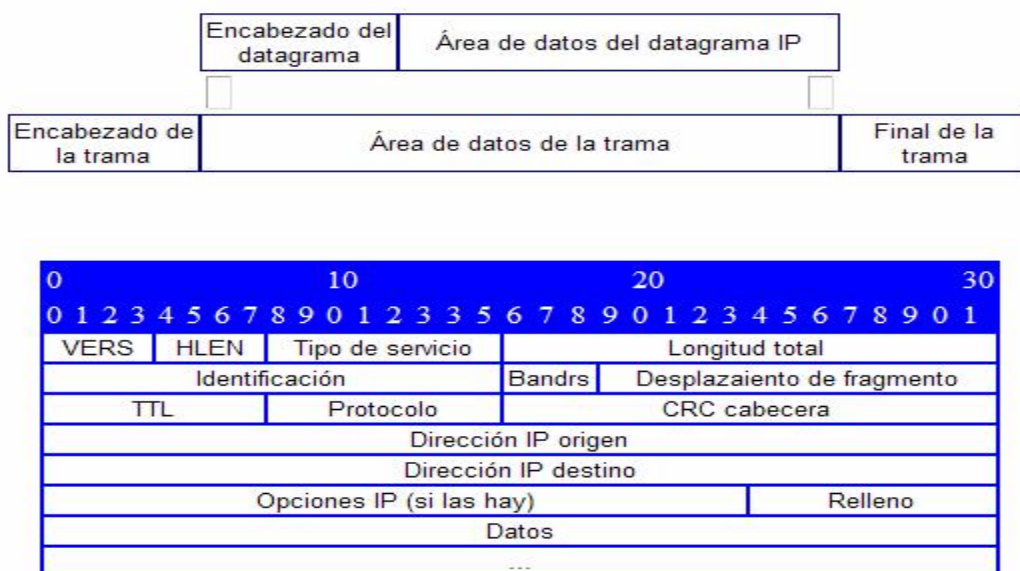 Encabezado del
datagrama
Área de datos del datagrama IP
Encabezado de
la trama
Área de datos de la trama
Final de la
trama
0 10 20 30
0 1 2 3 4 5 6 7 8 9 0 1 2 3 3 5 6 7 8 9 0 1 2 3 4 5 6 7 8 9 0 1
VERS HLEN Tipo de servicio Longitud total
Identificación Bandrs Desplazaiento de fragmento
TTL Protocolo CRC cabecera
Dirección IP origen
Dirección IP destino
Opciones IP (si las hay) Relleno
Datos
...